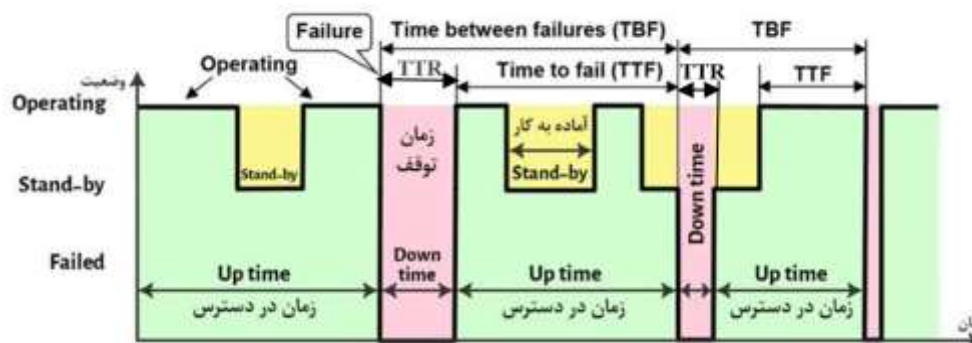 Failure
Time between failures (TBF)
TBF
Operating
TTR
Time to fail (TTF)
TTR
TTF
وضعیت
Operating
زمان
توقف
آماده به کار
Stand-by
Stand-by
Stand-by
Down time
Failed
Down
time
Up time
Up time
Up time
زمان در دسترس
زمان در دسترس
زمان در دسترس